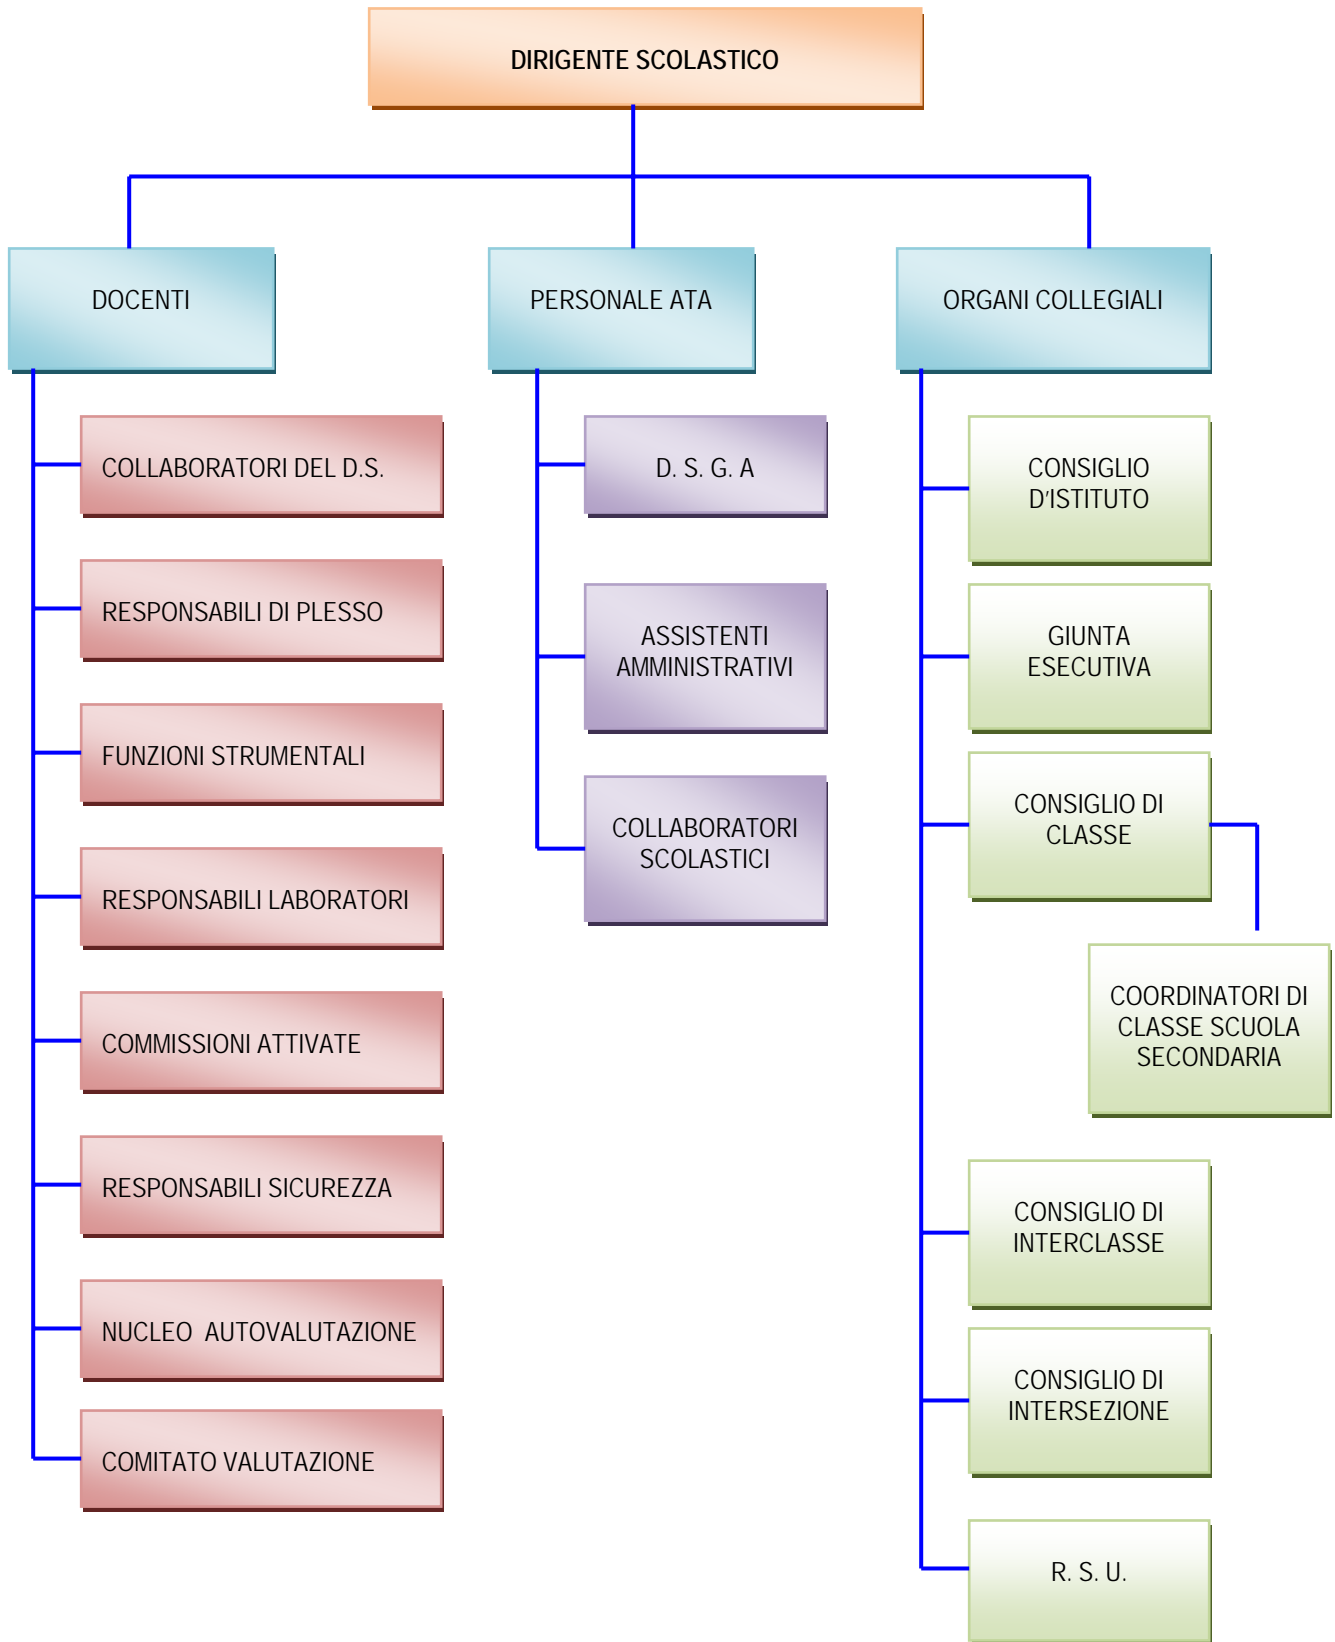 DIRIGENTE SCOLASTICO
DOCENTI
PERSONALE ATA
ORGANI COLLEGIALI
COLLABORATORI DEL D.S.
RESPONSABILI DI PLESSO
FUNZIONI STRUMENTALI
RESPONSABILI LABORATORI
COMMISSIONI ATTIVATE
RESPONSABILI SICUREZZA
NUCLEO  AUTOVALUTAZIONE
COMITATO VALUTAZIONE
D. S. G. A
ASSISTENTI
AMMINISTRATIVI
COLLABORATORI
SCOLASTICI
CONSIGLIO
D'ISTITUTO
GIUNTA
ESECUTIVA
CONSIGLIO DI
CLASSE
COORDINATORI DI
CLASSE SCUOLA
SECONDARIA
CONSIGLIO DI
INTERCLASSE
CONSIGLIO DI
INTERSEZIONE
R. S. U.